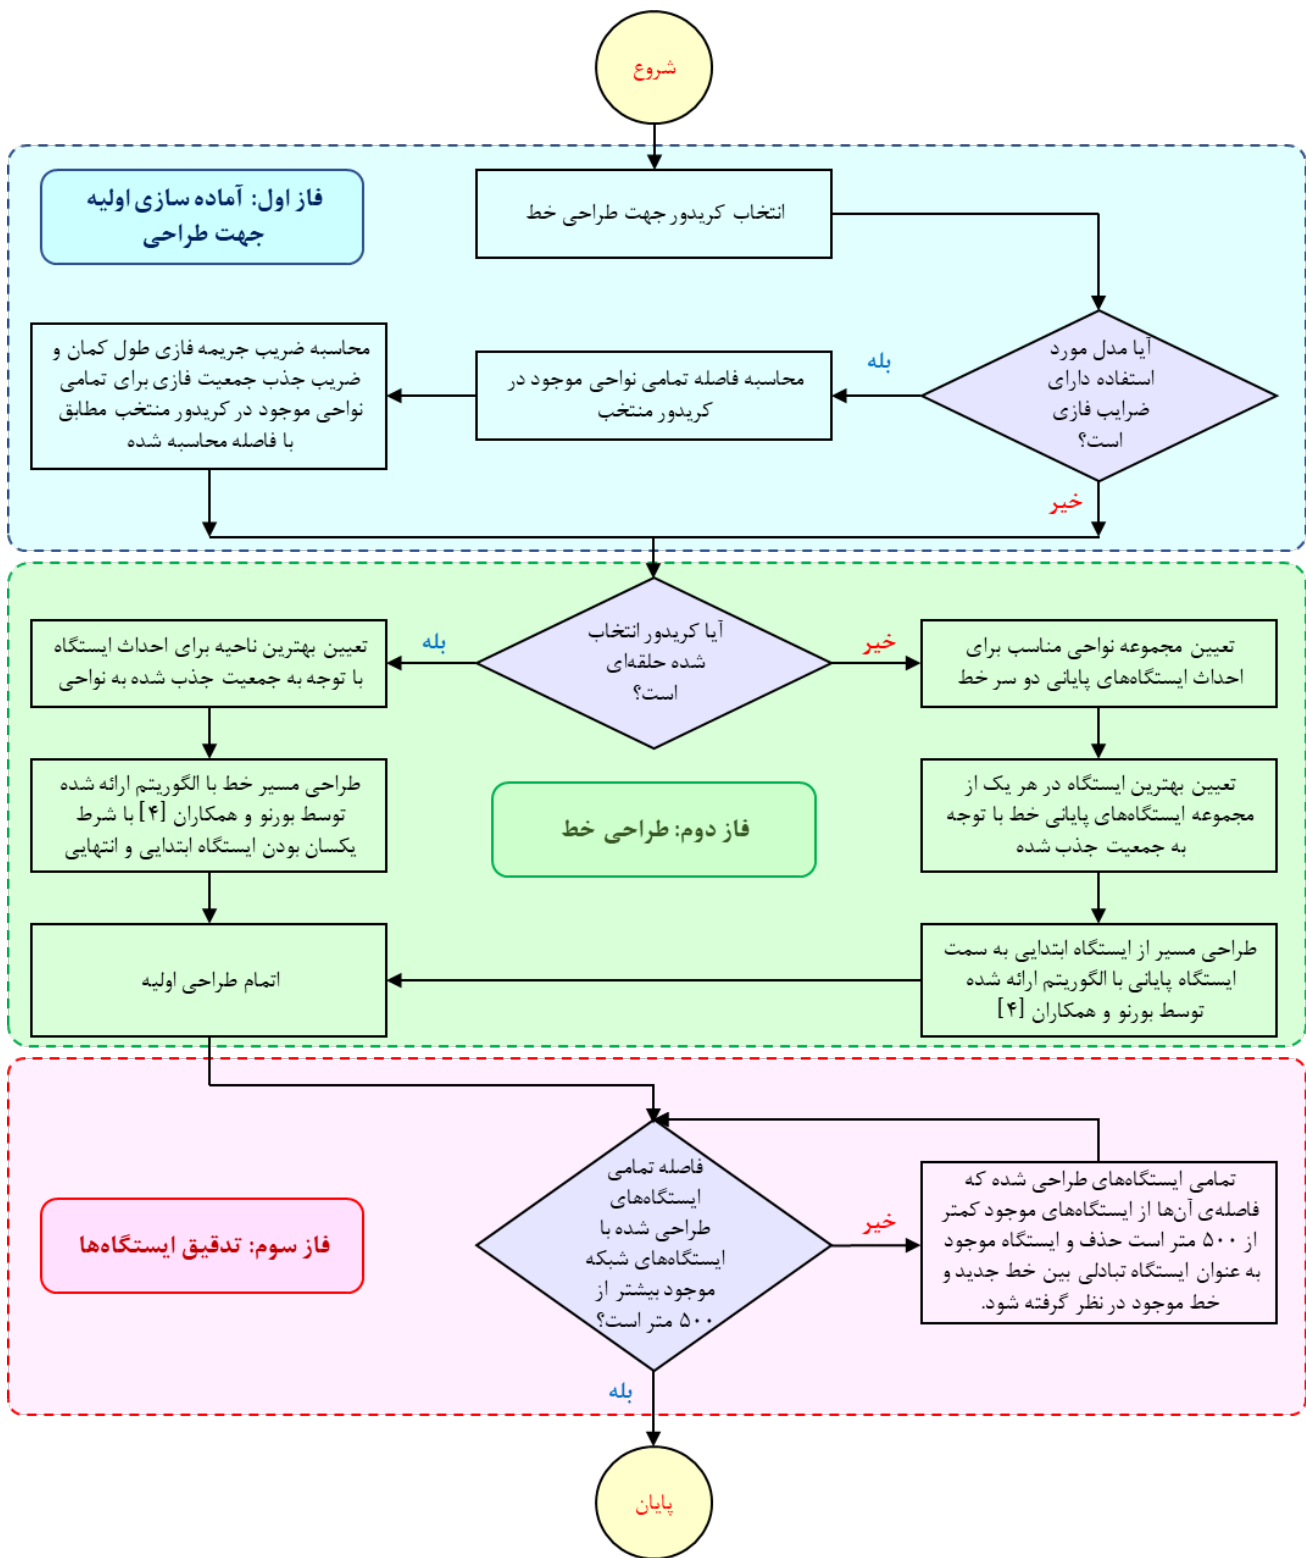 شروع
فاز اول: آماده سازی اولیه
جهت طراحی
انتخاب کریدور جهت طراحی خط
آیا مدل مورد
استفاده دارای
ضرایب فازی
است؟
بله
خیر
محاسبه فاصله تمامی نواحی موجود در
کریدور منتخب
محاسبه ضریب جریمه فازی طول کمان و
ضریب جذب جمعیت فازی برای تمامی
نواحی موجود در کریدور منتخب مطابق
با فاصله محاسبه شده
آیا کریدور انتخاب
شده حلقه‌ای
است؟
خیر
بله
تعیین مجموعه نواحی مناسب برای
احداث ایستگاه‌های پایانی دو سر خط
تعیین بهترین ناحیه برای احداث ایستگاه
با توجه به جمعیت جذب شده به نواحی
تعیین بهترین ایستگاه در هر یک از
مجموعه ایستگاه‌های پایانی خط با توجه
به جمعیت جذب شده
فاز دوم: طراحی خط
طراحی مسیر خط با الگوریتم ارائه شده
توسط بورنو و همکاران [۴] با شرط
یکسان بودن ایستگاه ابتدایی و انتهایی
طراحی مسیر از ایستگاه ابتدایی به سمت
ایستگاه پایانی با الگوریتم ارائه شده
توسط بورنو و همکاران [۴]
اتمام طراحی اولیه
فاز سوم: تدقیق ایستگاه‌ها
فاصله تمامی
ایستگاه‌های
طراحی شده با
ایستگاه‌های شبکه
موجود بیشتر از
۵۰۰ متر است؟
خیر
بله
تمامی ایستگاه‌های طراحی شده که
فاصله‌ی آن‌ها از ایستگاه‌های موجود کمتر
از ۵۰۰ متر است حذف و ایستگاه موجود
به عنوان ایستگاه تبادلی بین خط جدید و
خط موجود در نظر گرفته شود.
پایان